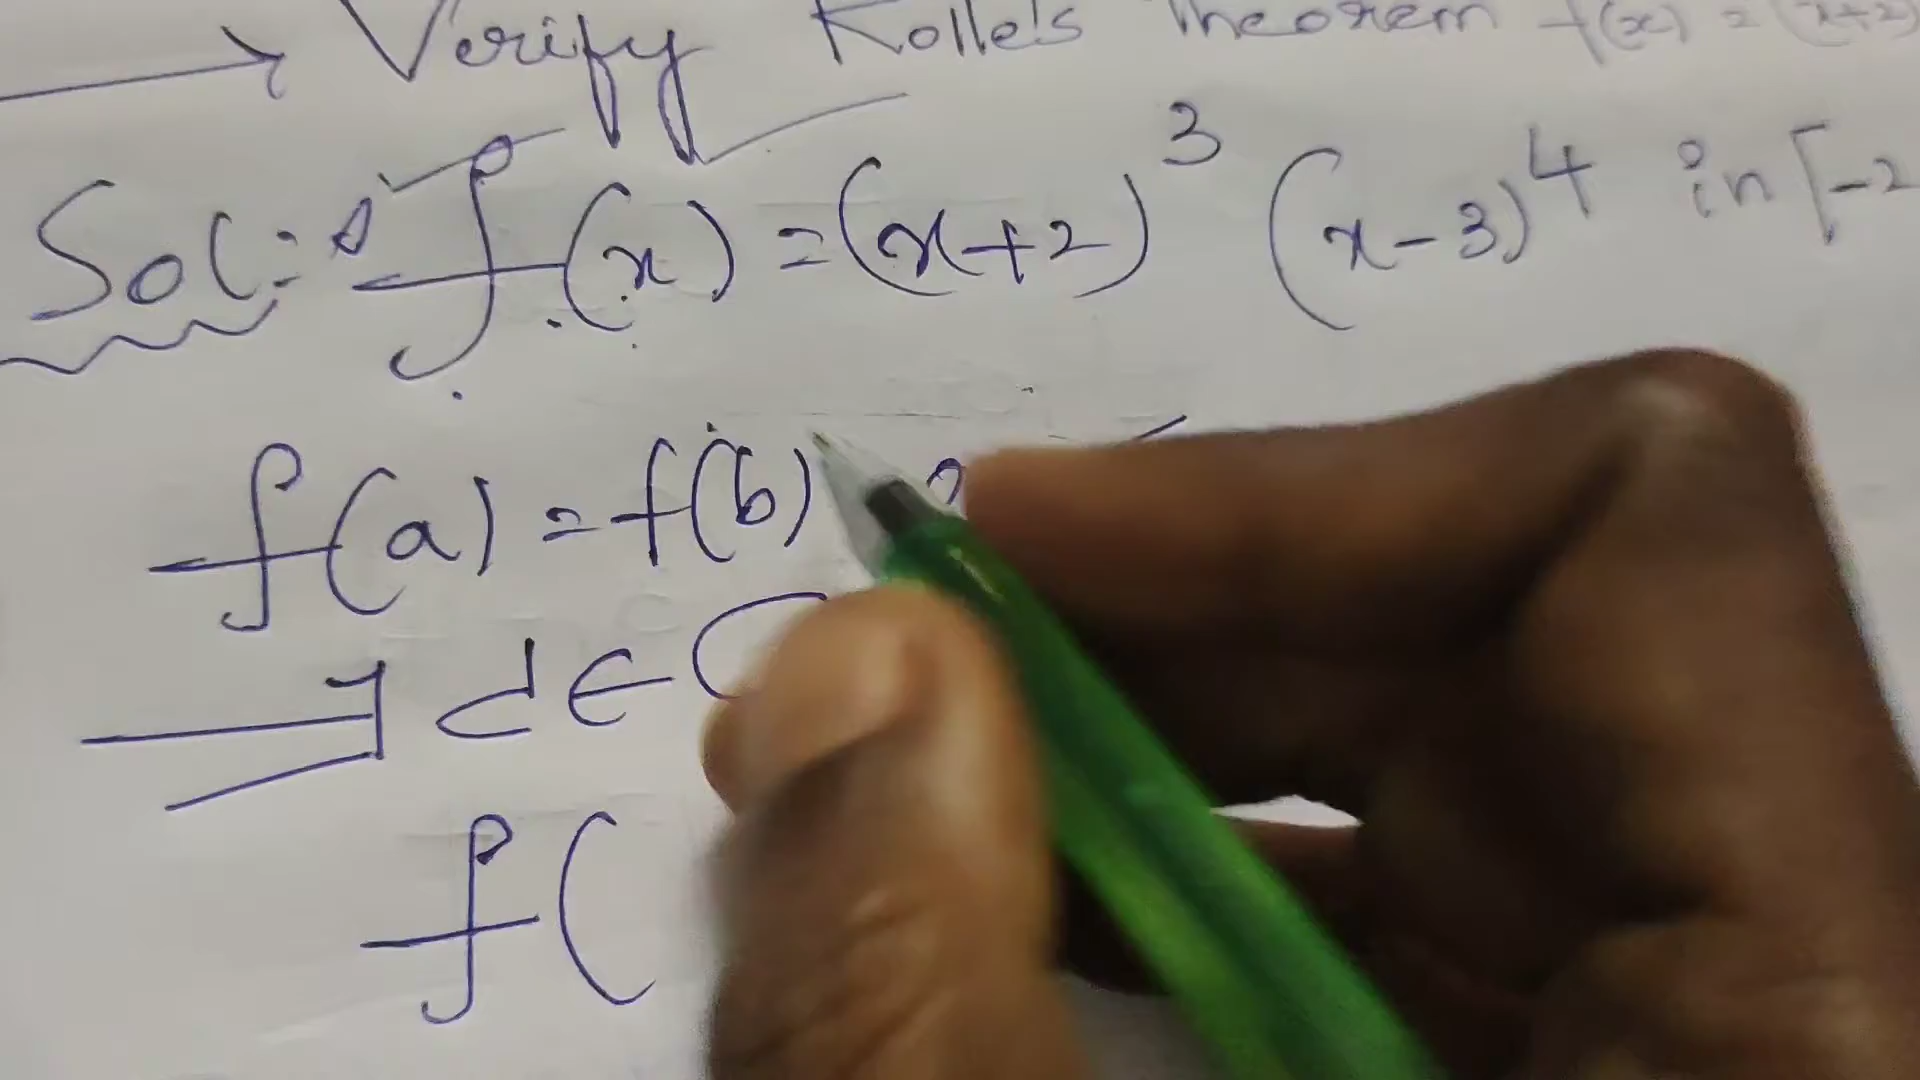 → Verify Rolle's Theorem f(x) = (x+2)
Sol:- f(x) = (x+2)³ (x-3)⁴ in [-2
f(a) = f(b)
∃ d ∈ (
f(